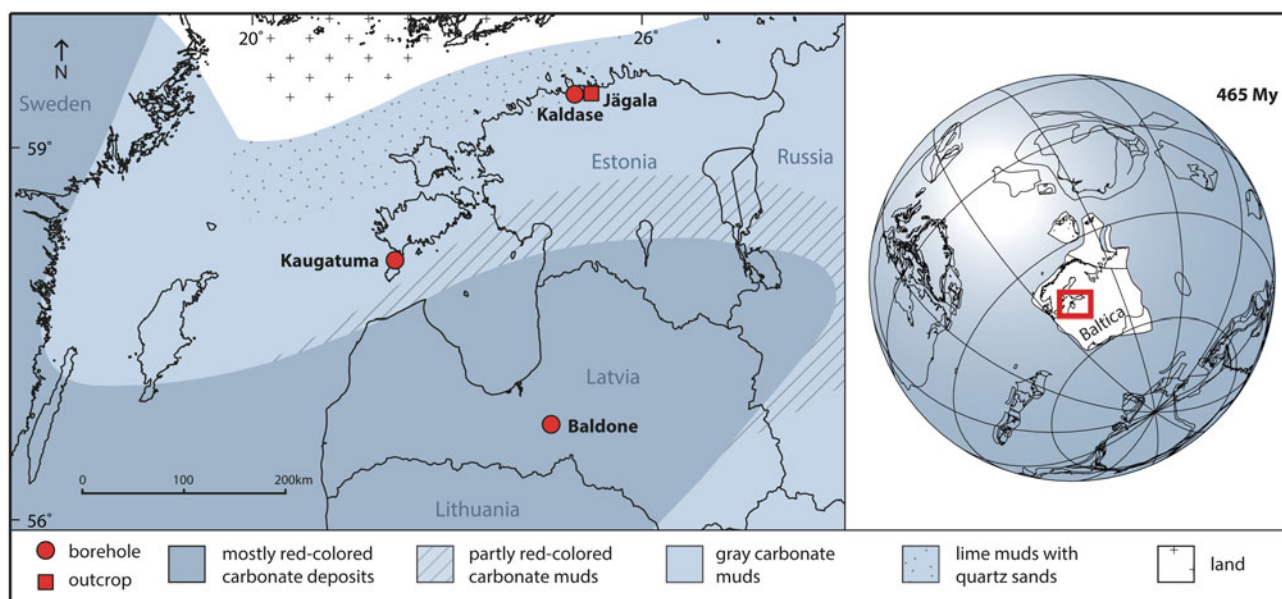 20°
26°
465 My
N
Sweden
Kaldase
Jägala
59°
Estonia
Russia
Kaugatuma
Baltica
Latvia
Baldone
0 100 200km
Lithuania
56°
borehole
outcrop
mostly red-colored
carbonate deposits
partly red-colored
carbonate muds
gray carbonate
muds
lime muds with
quartz sands
land